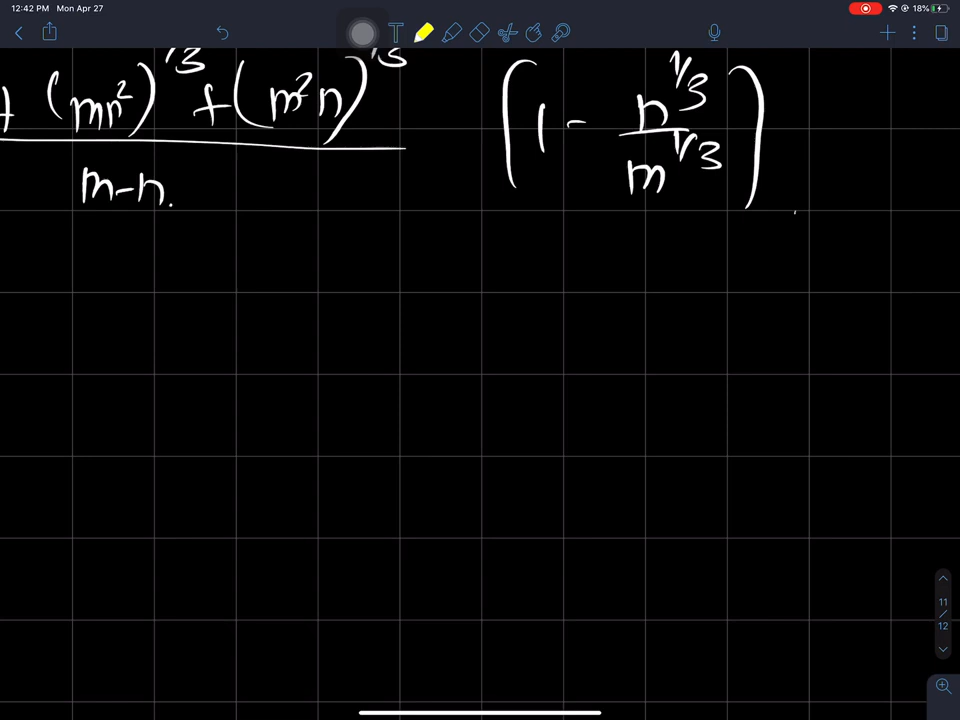 12:42 PM Mon Apr 27 18%
+ (mn²)^1/3 + (m²n)^1/3 / m-n. (1 - n^1/3 / m^1/3)
T
11
/
12